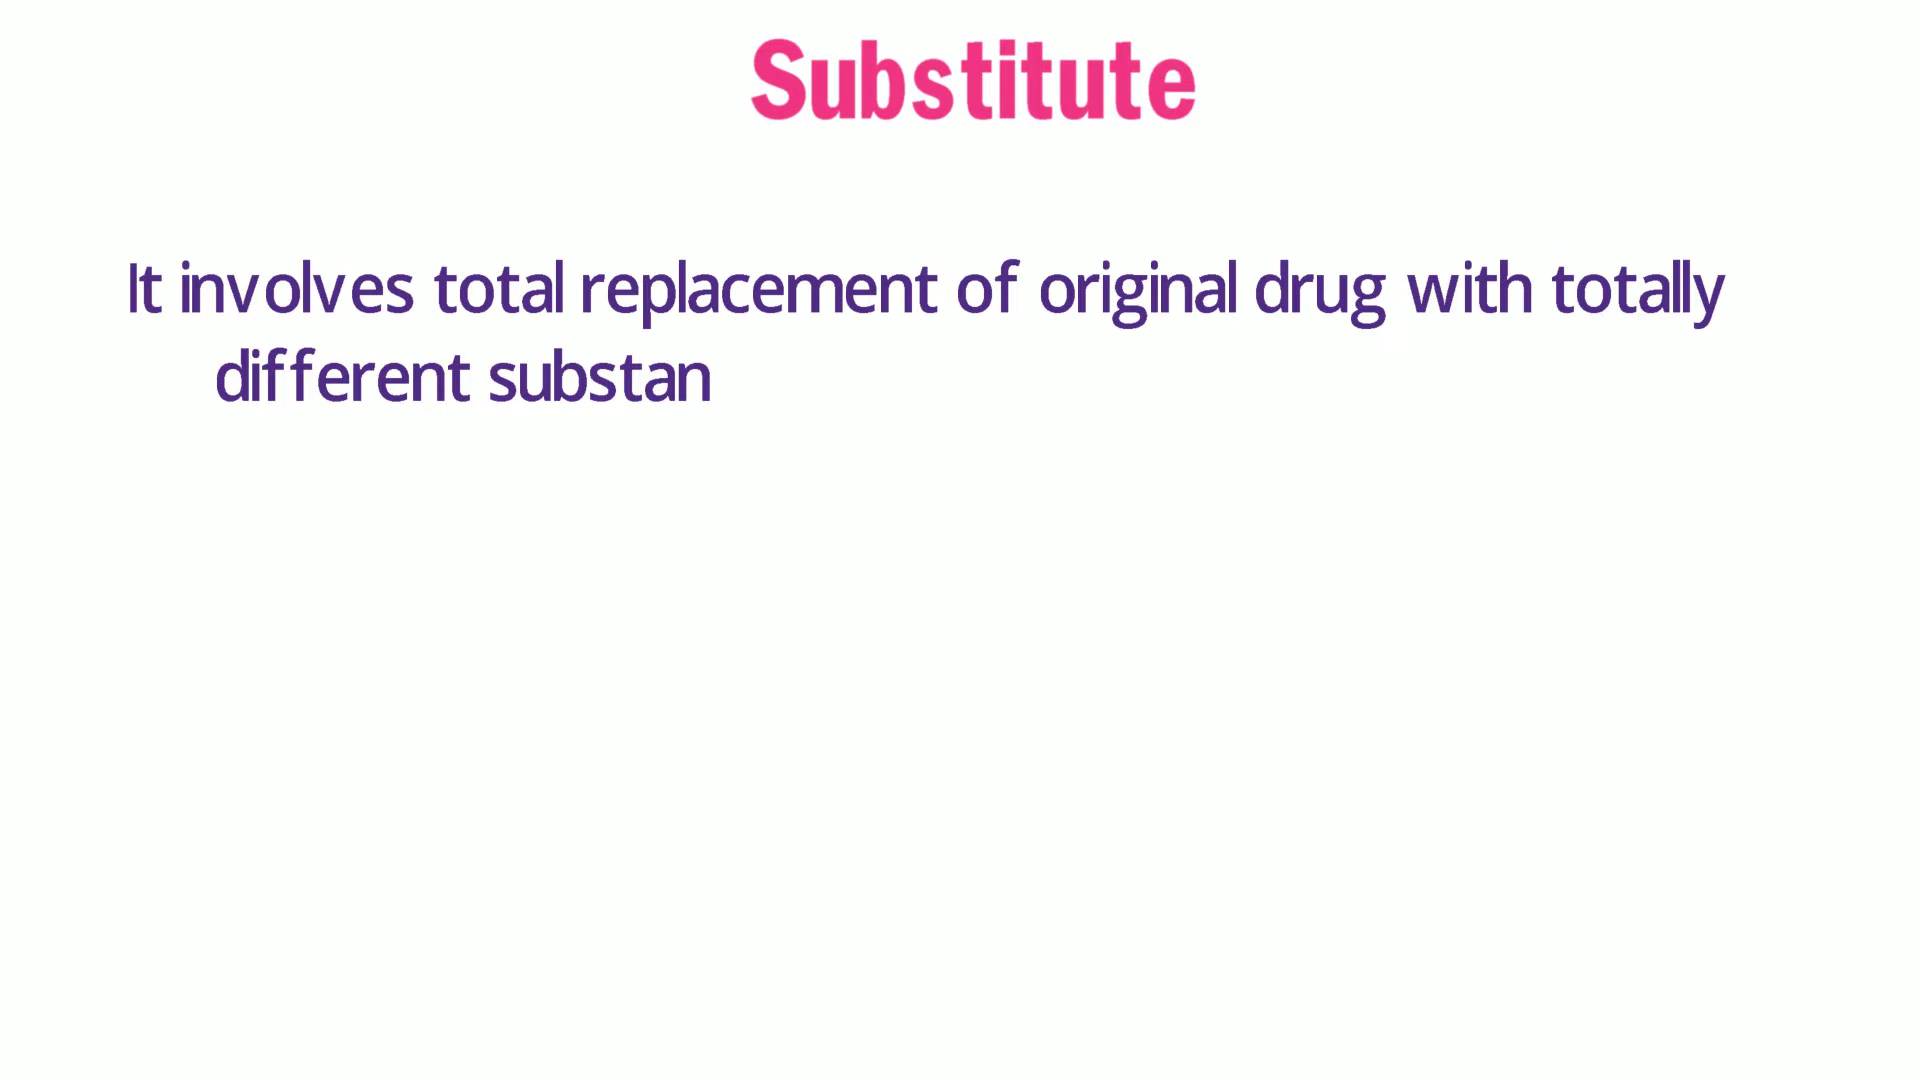 Substitute
It involves total replacement of original drug with totally
different substan